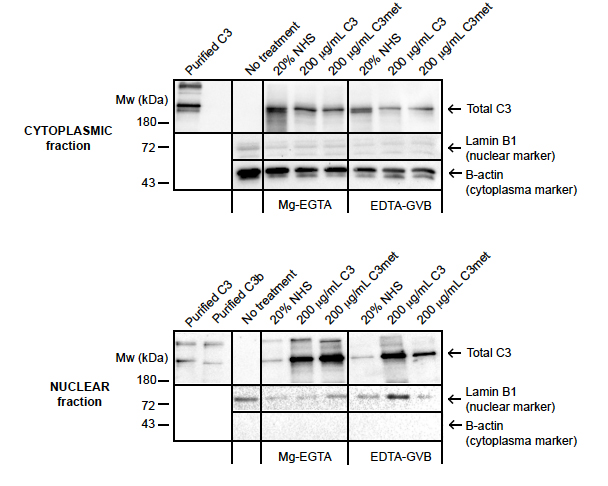 Purified C3
No treatment
20% NHS
200 µg/mL C3
200 µg/mL C3met
20% NHS
200 µg/mL C3
200 µg/mL C3met
Mw (kDa)
180
72
43
CYTOPLASMIC
fraction
Total C3
Lamin B1
(nuclear marker)
B-actin
(cytoplasma marker)
Mg-EGTA
EDTA-GVB
Purified C3
Purified C3b
No treatment
20% NHS
200 µg/mL C3
200 µg/mL C3met
20% NHS
200 µg/mL C3
200 µg/mL C3met
Mw (kDa)
180
72
43
NUCLEAR
fraction
Total C3
Lamin B1
(nuclear marker)
B-actin
(cytoplasma marker)
Mg-EGTA
EDTA-GVB